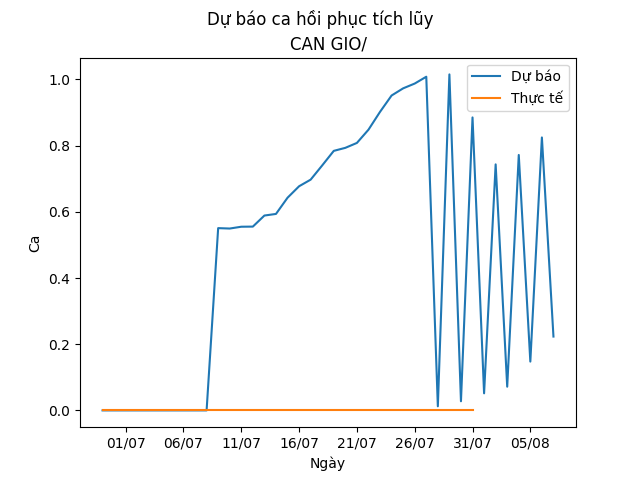 Dự báo ca hồi phục tích lũy
CAN GIO/
Dự báo
Thực tế
Ca
1.0
0.8
0.6
0.4
0.2
0.0
01/07 06/07 11/07 16/07 21/07 26/07 31/07 05/08
Ngày